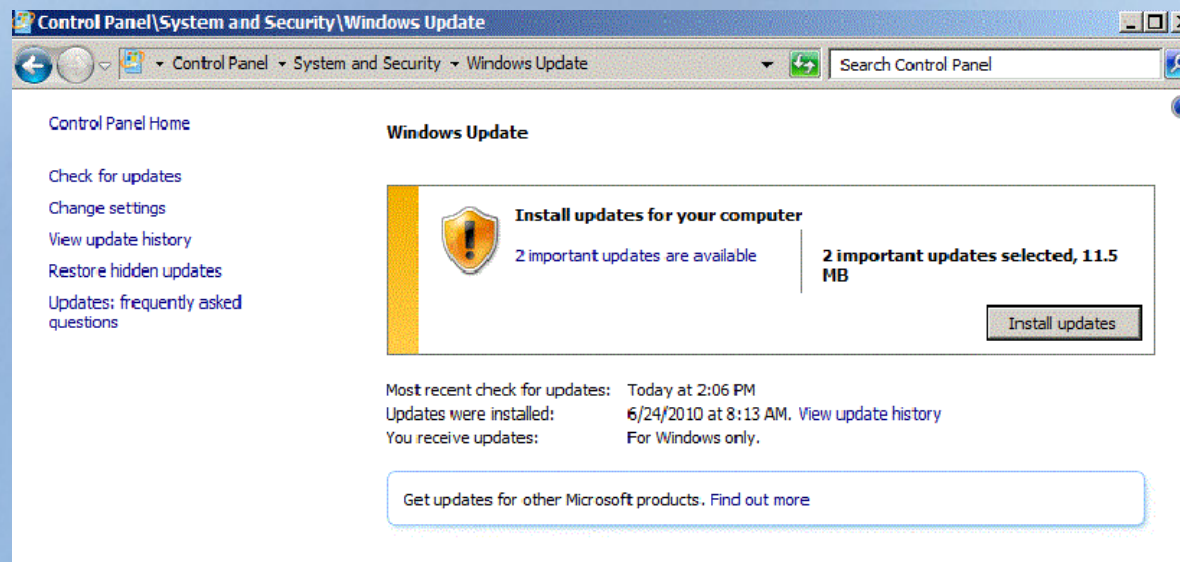 Control Panel\System and Security\Windows Update
Control Panel System and Security Windows Update
Search Control Panel
Control Panel Home
Check for updates
Change settings
View update history
Restore hidden updates
Updates: frequently asked
questions
Windows Update
Install updates for your computer
2 important updates are available
2 important updates selected, 11.5
MB
Install updates
Most recent check for updates: Today at 2:06 PM
Updates were installed: 6/24/2010 at 8:13 AM. View update history
You receive updates: For Windows only.
Get updates for other Microsoft products. Find out more